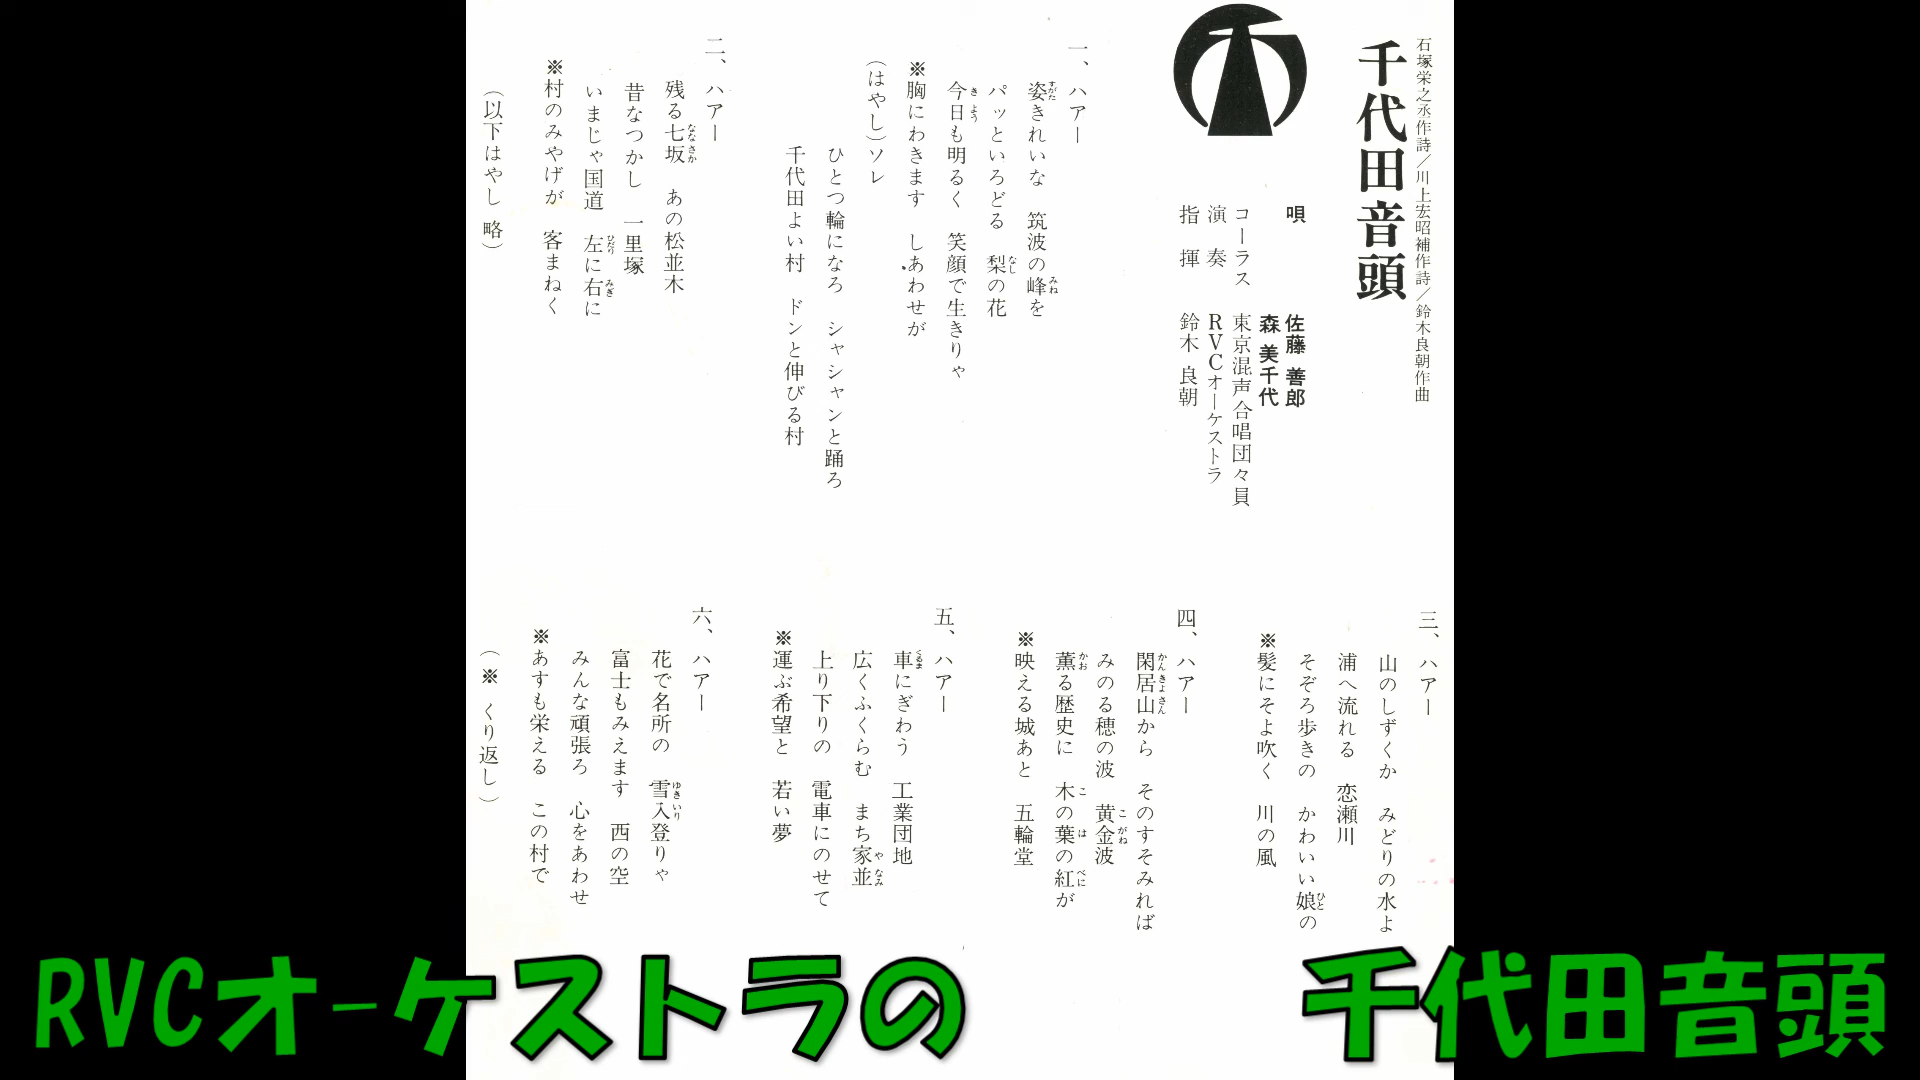 石塚栄之丞作詩/川上宏昭補作詩/鈴木良朝作曲
千代田音頭
唄 佐藤 善郎
森 美千代
コーラス 東京混声合唱団々員
演奏 RVCオーケストラ
指揮 鈴木 良朝
一、ハアー
姿きれいな 筑波の峰を
パッといろどる 梨の花
今日も明るく 笑顔で生きりゃ
※胸にわきます しあわせが
(はやし)ソレ
ひとつ輪になろ シャシャンと踊ろ
千代田よい村 ドンと伸びる村
二、ハアー
残る七坂 あの松並木
昔なつかし 一里塚
いまじゃ国道 左に右に
※村のみやげが 客まねく
(以下はやし 略)
三、ハアー
山のしずくか みどりの水よ
浦へ流れる 恋瀬川
そぞろ歩きの かわいい娘の
※髪にそよ吹く 川の風
四、ハアー
閑居山から そのすそみれば
みのる穂の波 黄金波
薫る歴史に 木の葉の紅が
※映える城あと 五輪堂
五、ハアー
車にぎわう 工業団地
広くふくらむ まち家並
上り下りの 電車にのせて
※運ぶ希望と 若い夢
六、ハアー
花で名所の 雪入登りゃ
富士もみえます 西の空
みんな頑張ろ 心をあわせ
※あすも栄える この村で
(※ くり返し)
RVCオーケストラの 千代田音頭